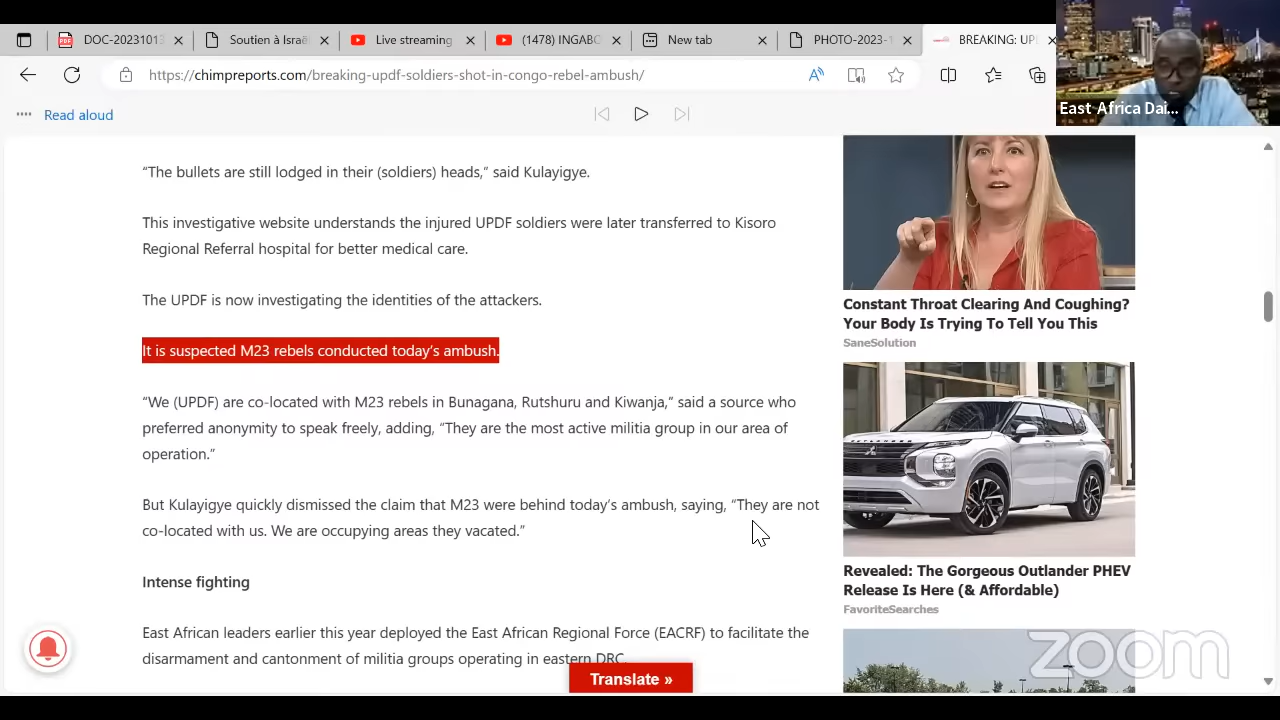 DOC-20231013
Soutien à Israë
Live streaming
(1478) INGABO
New tab
PHOTO-2023-1
BREAKING: UPD
https://chimpreports.com/breaking-updf-soldiers-shot-in-congo-rebel-ambush/
East Africa Dai...
Read aloud
“The bullets are still lodged in their (soldiers) heads,” said Kulayigye.
This investigative website understands the injured UPDF soldiers were later transferred to Kisoro
Regional Referral hospital for better medical care.
The UPDF is now investigating the identities of the attackers.
It is suspected M23 rebels conducted today’s ambush.
“We (UPDF) are co-located with M23 rebels in Bunagana, Rutshuru and Kiwanja,” said a source who
preferred anonymity to speak freely, adding, “They are the most active militia group in our area of
operation.”
But Kulayigye quickly dismissed the claim that M23 were behind today’s ambush, saying, “They are not
co-located with us. We are occupying areas they vacated.”
Intense fighting
East African leaders earlier this year deployed the East African Regional Force (EACRF) to facilitate the
disarmament and cantonment of militia groups operating in eastern DRC.
Translate »
Constant Throat Clearing And Coughing?
Your Body Is Trying To Tell You This
SaneSolution
Revealed: The Gorgeous Outlander PHEV
Release Is Here (& Affordable)
FavoriteSearches
zoom